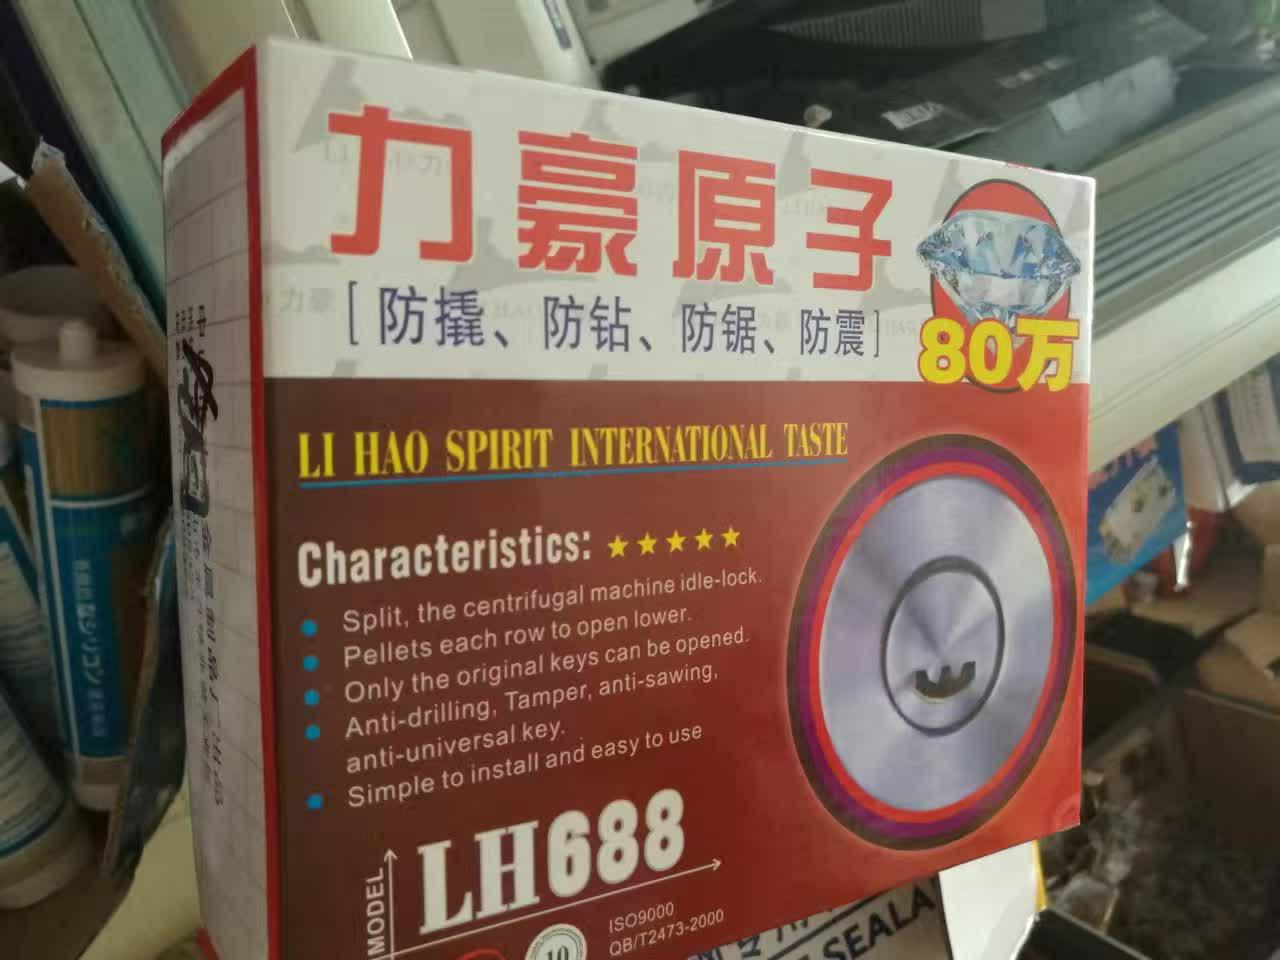 力豪原子
[防撬、防钻、防锯、防震]
80万
LI HAO SPIRIT INTERNATIONAL TASTE
Characteristics: ★★★★★
Split, the centrifugal machine idle-lock.
Pellets each row to open lower.
Only the original keys can be opened.
Anti-drilling, Tamper, anti-sawing,
anti-universal key.
Simple to install and easy to use
MODEL
LH688
ISO9000
QB/T2473-2000
10
SEALA